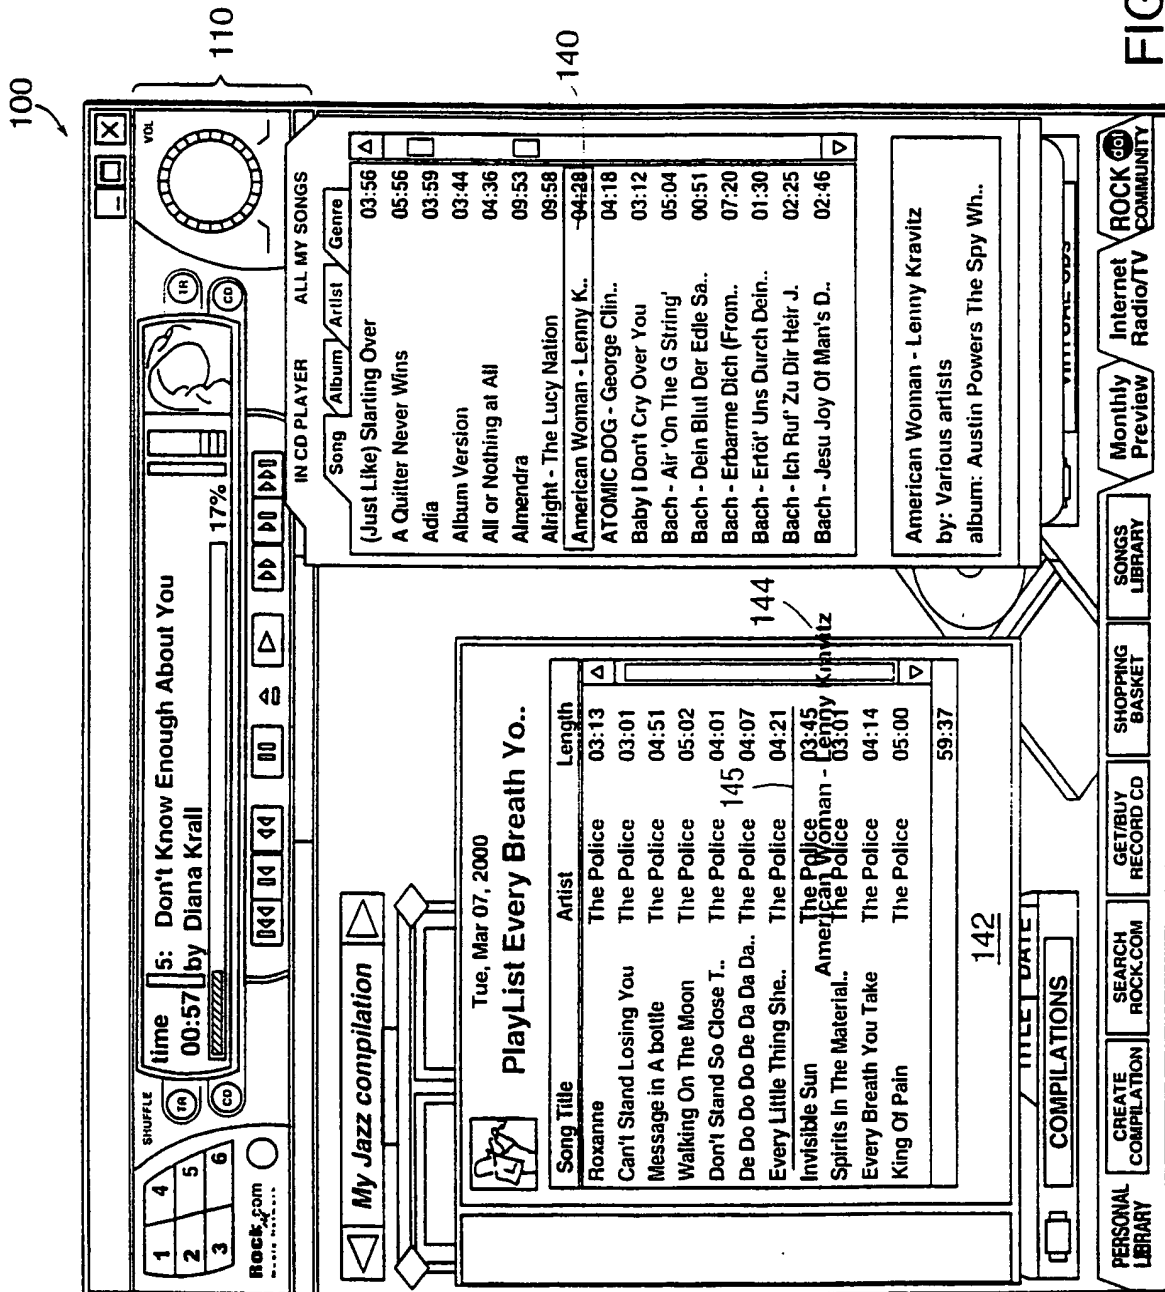 100
110
1 4
2 5
3 6
SHUFFLE
TR
CD
Rock.com
time 5: Don't Know Enough About You
00:57 by Diana Krall
17%
TR
CD
VOL
My Jazz compilation
IN CD PLAYER ALL MY SONGS
Song Album Artist Genre
(Just Like) Starting Over 03:56
A Quitter Never Wins 05:56
Adia 03:59
Album Version 03:44
All or Nothing at All 04:36
Almendra 09:53
Alright - The Lucy Nation 09:58
American Woman - Lenny K.. 04:28
ATOMIC DOG - George Clin.. 04:18
Baby I Don't Cry Over You 03:12
Bach - Air 'On The G String' 05:04
Bach - Dein Blut Der Edle Sa.. 00:51
Bach - Erbarme Dich (From.. 07:20
Bach - Ertöt' Uns Durch Dein.. 01:30
Bach - Ich Ruf' Zu Dir Heir J. 02:25
Bach - Jesu Joy Of Man's D.. 02:46
140
American Woman - Lenny Kravitz
by: Various artists
album: Austin Powers The Spy Wh..
Tue, Mar 07, 2000
PlayList Every Breath Yo..
Song Title Artist Length
Roxanne The Police 03:13
Can't Stand Losing You The Police 03:01
Message in A bottle The Police 04:51
Walking On The Moon The Police 05:02
Don't Stand So Close T.. The Police 04:01
De Do Do Do De Da Da Da.. The Police 04:07
Every Little Thing She.. The Police 04:21
Invisible Sun The Police 03:45
American Woman - Lenny Kravitz
Spirits In The Material.. The Police 03:01
Every Breath You Take The Police 04:14
King Of Pain The Police 05:00
59:37
145
144
142
TITLE DATE
COMPILATIONS
VIRTUAL CDs
PERSONAL LIBRARY
CREATE COMPILATION
SEARCH ROCK.COM
GET/BUY RECORD CD
SHOPPING BASKET
SONGS LIBRARY
Monthly Preview
Internet Radio/TV
ROCK dot COMMUNITY
FIG